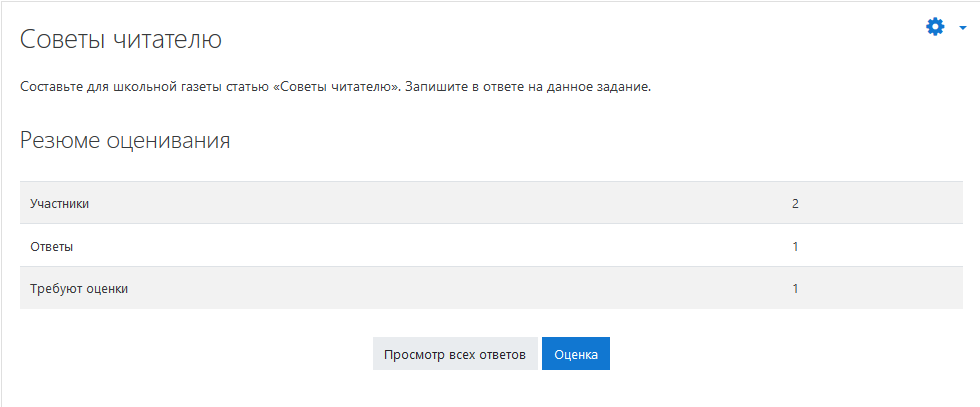 Советы читателю
Составьте для школьной газеты статью «Советы читателю». Запишите в ответе на данное задание.
Резюме оценивания
Участники 2
Ответы 1
Требуют оценки 1
Просмотр всех ответов Оценка